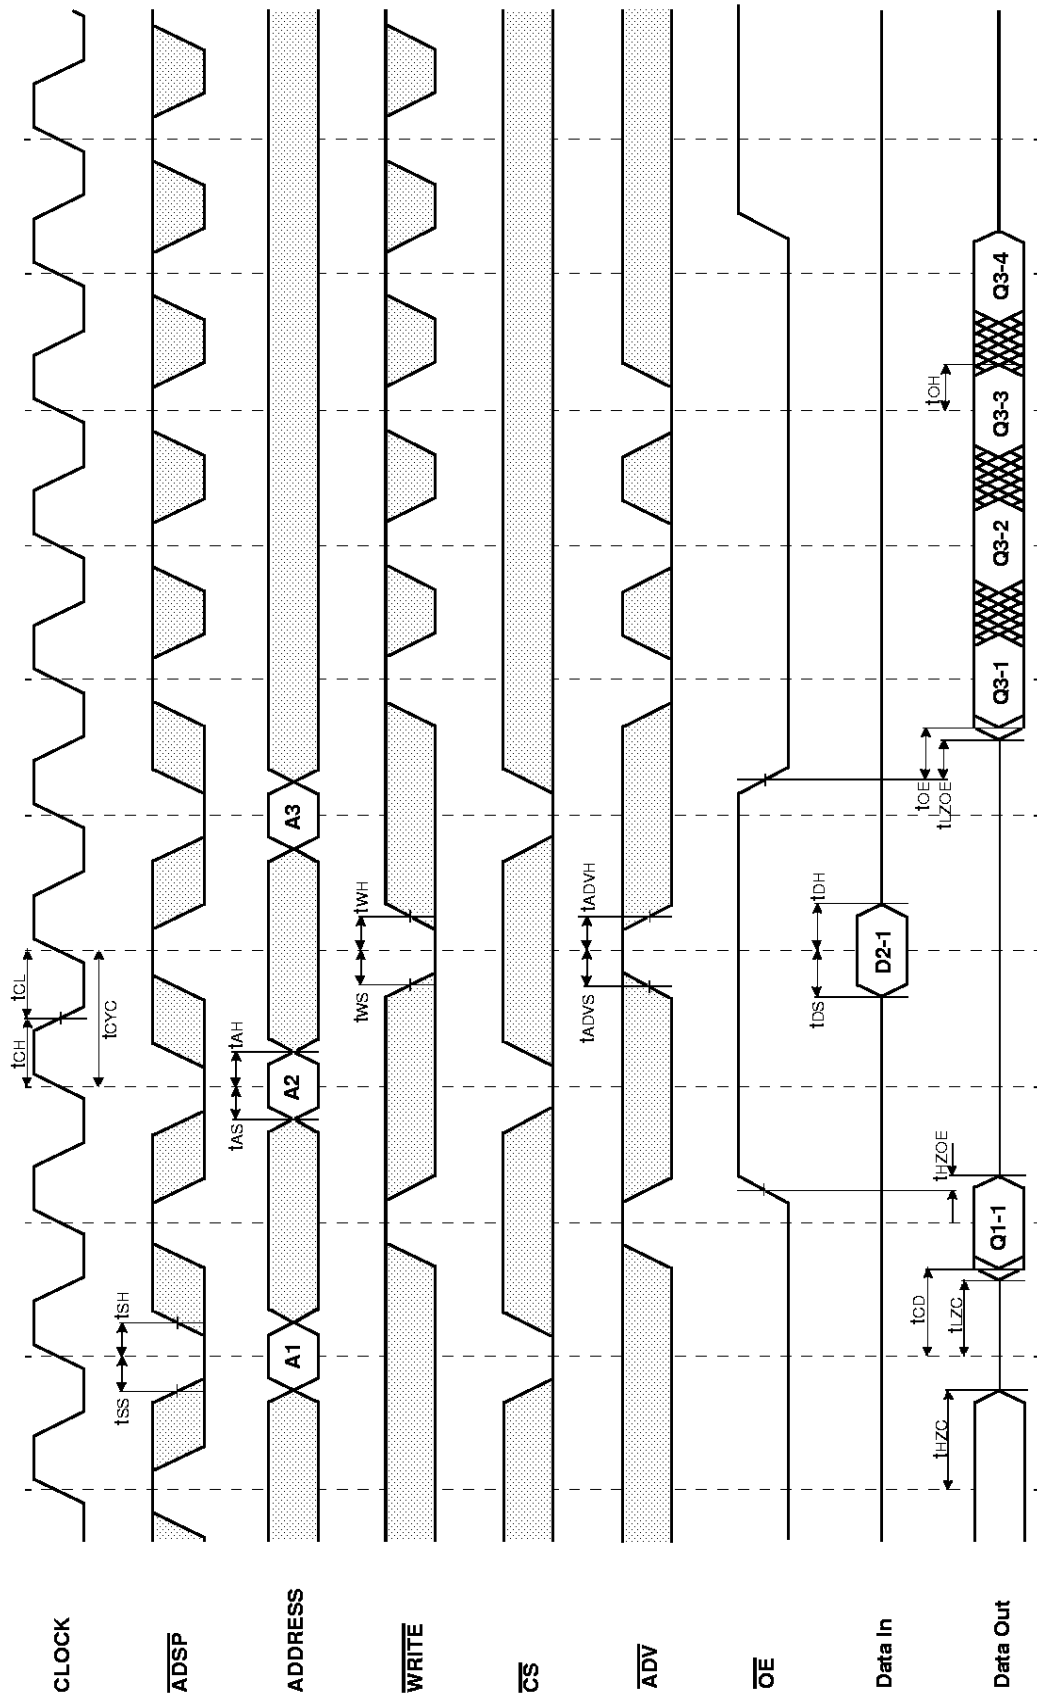 CLOCK
tCH
tCL
tCYC
ADSP
tSS
tSH
ADDRESS
A1
tAS
tAH
A2
A3
WRITE
tWS
tWH
CS
ADV
tADVS
tADVH
OE
Data In
tDS
tDH
D2-1
Data Out
tHZC
tCD
tLZC
tHZOE
Q1-1
tOE
tLZOE
Q3-1
Q3-2
tOH
Q3-3
Q3-4